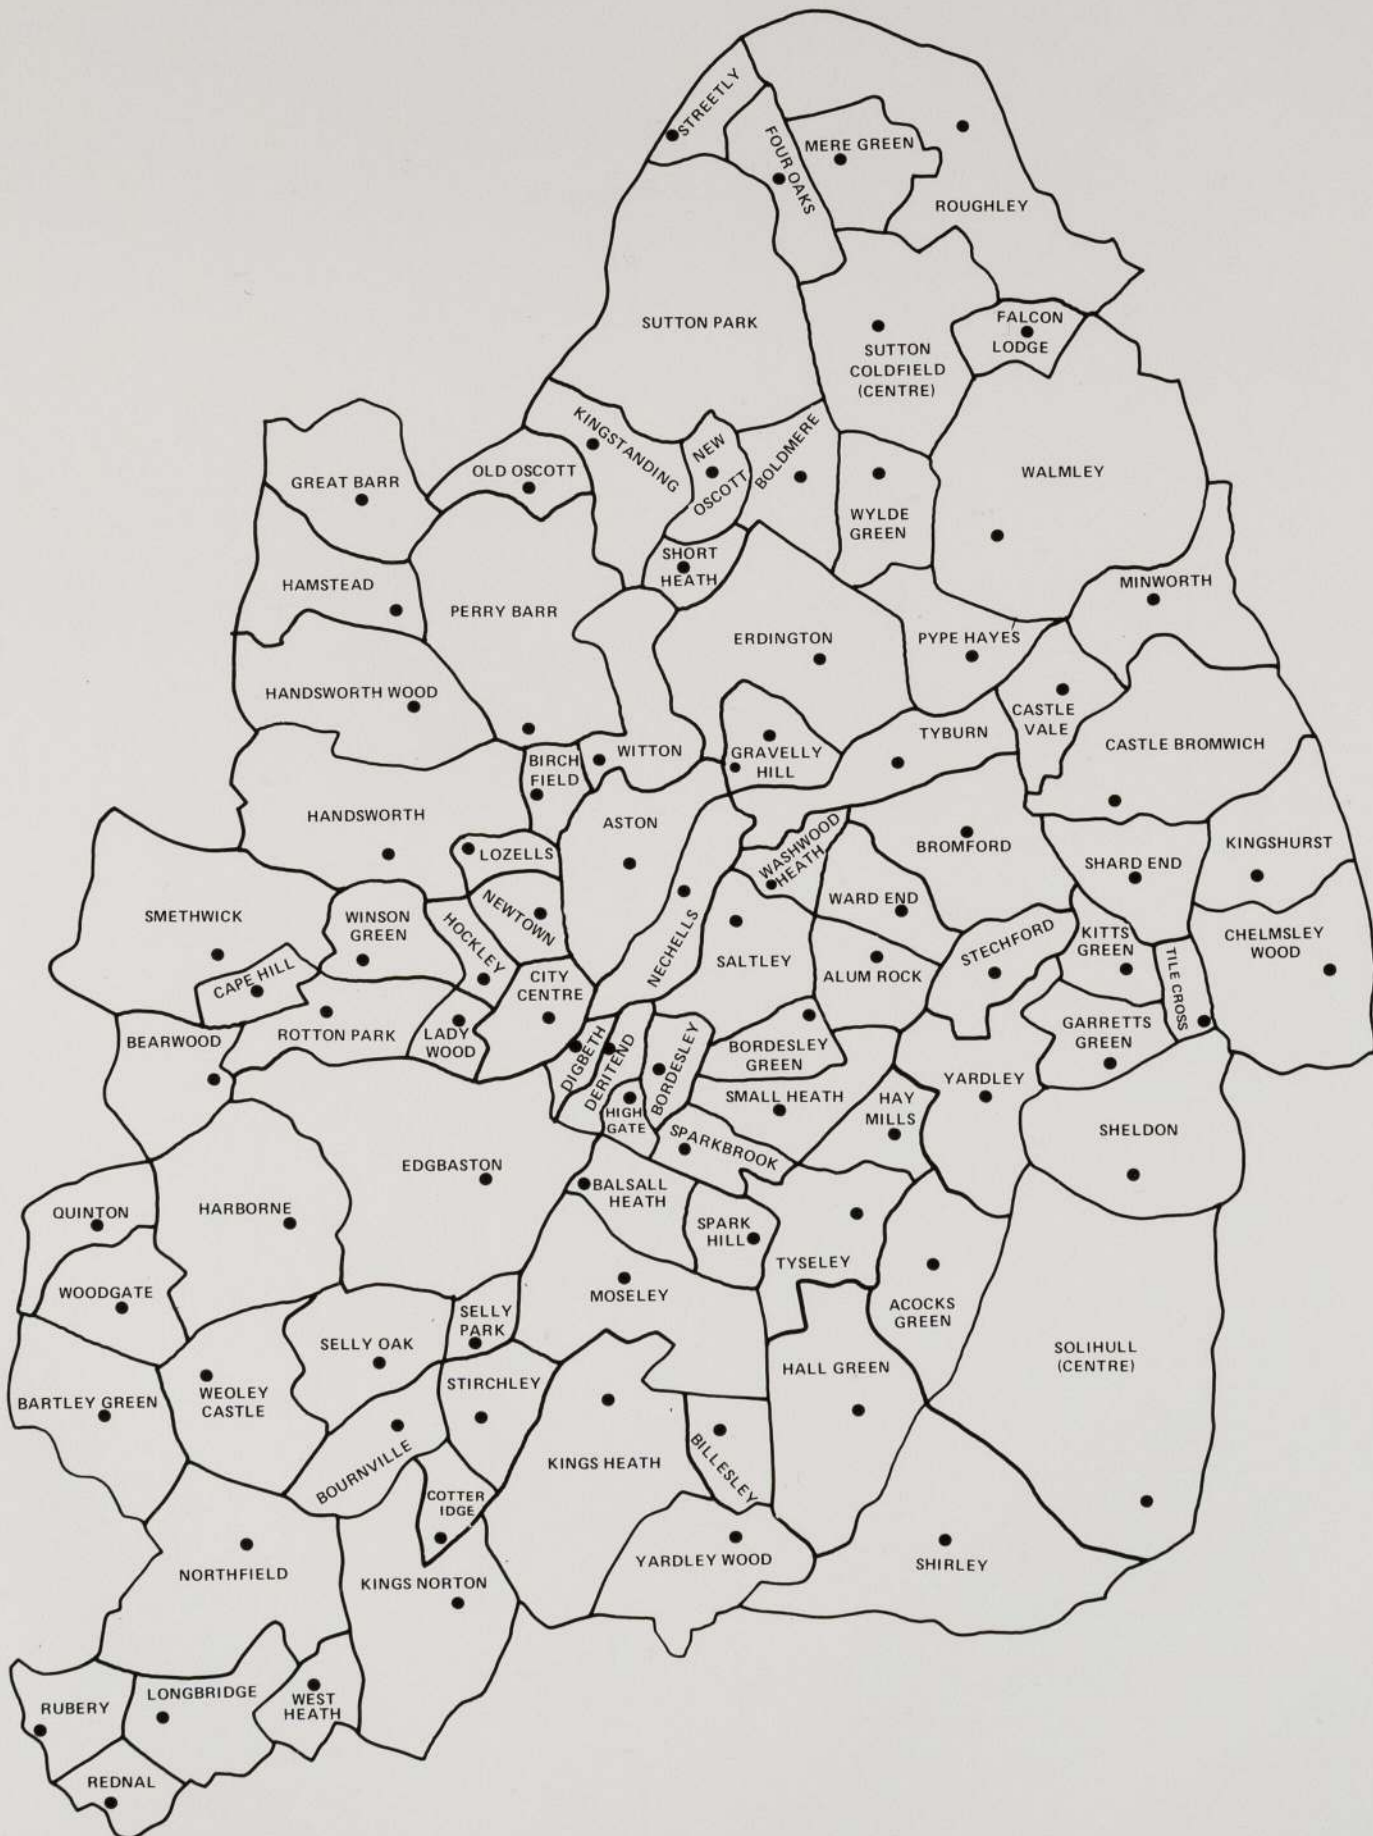 STREETLY
FOUR OAKS
MERE GREEN
ROUGHLEY
SUTTON PARK
FALCON
LODGE
SUTTON
COLDFIELD
(CENTRE)
KINGSTANDING
NEW
OSCOTT
BOLDMERE
GREAT BARR
OLD OSCOTT
WALMLEY
WYLDE
GREEN
SHORT
HEATH
HAMSTEAD
PERRY BARR
MINWORTH
ERDINGTON
PYPE HAYES
HANDSWORTH WOOD
CASTLE
VALE
TYBURN
CASTLE BROMWICH
WITTON
GRAVELLY
HILL
BIRCH
FIELD
HANDSWORTH
ASTON
WASHWOOD
HEATH
BROMFORD
KINGSHURST
LOZELLS
SHARD END
WARD END
SMETHWICK
WINSON
GREEN
HOCKLEY
NEWTOWN
NECHELLS
STECHFORD
KITTS
GREEN
TILE CROSS
CHELMSLEY
WOOD
CAPE HILL
CITY
CENTRE
SALTLEY
ALUM ROCK
BEARWOOD
ROTTON PARK
LADY
WOOD
DIGBETH
DERITEND
BORDESLEY
BORDESLEY
GREEN
GARRETTS
GREEN
YARDLEY
HIGH
GATE
SMALL HEATH
HAY
MILLS
SHELDON
SPARKBROOK
EDGBASTON
BALSALL
HEATH
QUINTON
HARBORNE
SPARK
HILL
TYSELEY
WOODGATE
MOSELEY
ACOCKS
GREEN
SELLY
PARK
SELLY OAK
SOLIHULL
(CENTRE)
HALL GREEN
BARTLEY GREEN
WEOLEY
CASTLE
STIRCHLEY
BOURNVILLE
KINGS HEATH
BILLESLEY
COTTER
IDGE
NORTHFIELD
KINGS NORTON
YARDLEY WOOD
SHIRLEY
RUBERY
LONGBRIDGE
WEST
HEATH
REDNAL